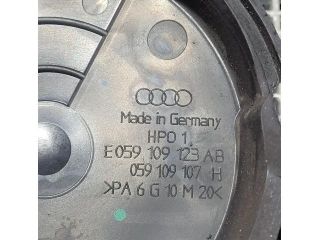 Made in Germany
HPO 1
E 059 109 123 AB
059 109 107 H
>PA 6 G 10 M 20<